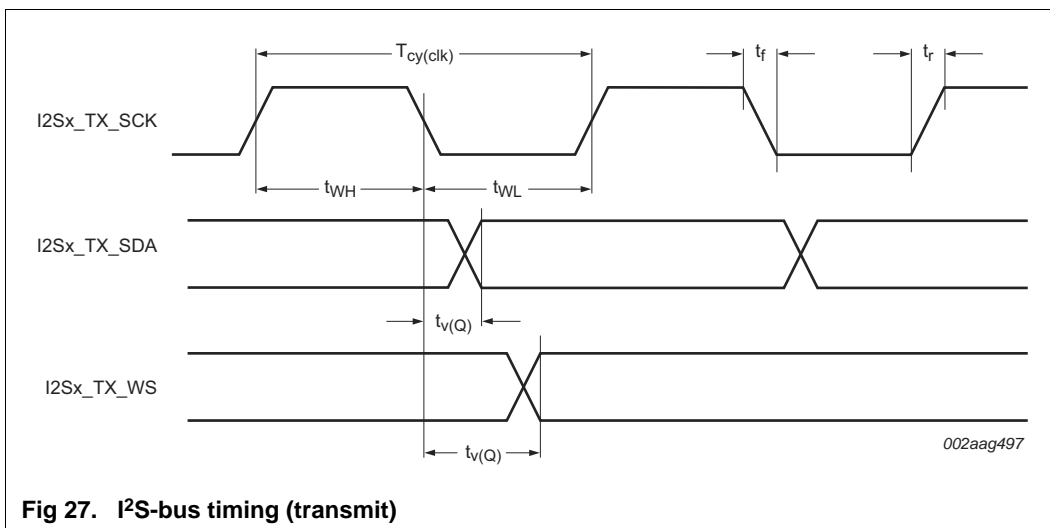 T_cy(clk)
t_f
t_r
I2Sx_TX_SCK
t_WH
t_WL
I2Sx_TX_SDA
t_v(Q)
I2Sx_TX_WS
t_v(Q)
002aag497
Fig 27. I²S-bus timing (transmit)